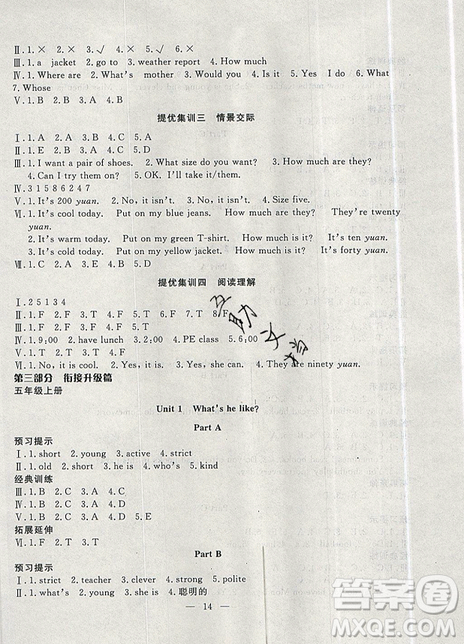 Ⅱ.1.× 2.× 3.√ 4.× 5.√ 6.×
Ⅲ.1.a jacket 2.go to 3.weather report 4.How much
Ⅳ.1.Where are 2.What's mother 3.Would you 4.Is it 5.Yes I do 6.What
7.Whose
Ⅴ.1.B 2.B 3.C 4.D 5.A
提优集训三 情景交际
Ⅰ.1.A 2.A 3.C 4.B 5.C
Ⅱ.1.B 2.D 3.E 4.A 5.C
Ⅲ.1.I want a pair of shoes. 2.What size do you want? 3.How much are they?
4.Can I try them on? 5.OK. I'll take it/them.
Ⅳ.3 1 5 8 6 2 4 7
Ⅴ.1.It's 200 yuan. 2.No, it isn't. 3.No, it isn't. 4.Size five.
Ⅵ.1.It's cool today. Put on my blue jeans. How much are they? They're twenty
yuan.
2.It's warm today. Put on my green T-shirt. How much is it? It's ten yuan.
3.It's cold today. Put on my yellow jacket. How much is it? It's forty yuan.
提优集训四 阅读理解
Ⅰ.2 5 1 3 4
Ⅱ.1.F 2.F 3.F 4.F 5.T 6.F 7.T 8.F
Ⅲ.1.B 2.C 3.C 4.A 5.C
Ⅳ.1.9:00 2.have lunch 3.4:00 4.PE class 5.9:00
Ⅴ.1.B 2.A 3.A 4.B 5.A
Ⅵ.1.No, it isn't. 2.It is nice. 3.Yes, she can. 4.They are ninety yuan.
第三部分 衔接升级篇
五年级上册
Unit 1 What's he like?
Part A
预习提示
Ⅰ.1.short 2.young 3.active 4.strict
Ⅱ.1.old 2.he's 3.and 4.who's 5.kind
经典训练
Ⅲ.1.B 2.C 3.A 4.C
Ⅳ.1.B 2.C 3.A 4.D
Ⅴ.1.B 2.C 3.D 4.A 5.E
拓展延伸
Ⅵ.1.T 2.F 3.F 4.F 5.T
Part B
预习提示
Ⅰ.1.strict 2.teacher 3.clever 4.strong 5.polite
Ⅱ.1.She 2.is 3.and 4.she 5.聪明的
— 14 —